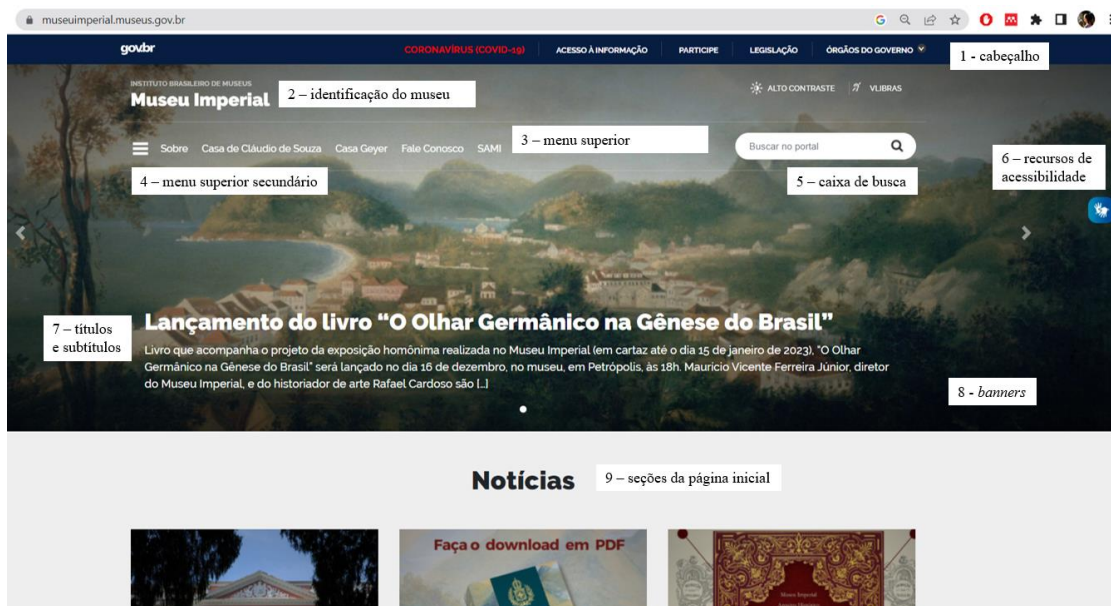 museuimperial.museus.gov.br
gov.br
CORONAVÍRUS (COVID-19)
ACESSO À INFORMAÇÃO
PARTICIPE
LEGISLAÇÃO
ÓRGÃOS DO GOVERNO
1 - cabeçalho
INSTITUTO BRASILEIRO DE MUSEUS
Museu Imperial
2 – identificação do museu
ALTO CONTRASTE
VLIBRAS
3 – menu superior
Sobre Casa de Cláudio de Souza Casa Geyer Fale Conosco SAMI
Buscar no portal
4 – menu superior secundário
5 – caixa de busca
6 – recursos de
acessibilidade
7 – títulos
e subtítulos
Lançamento do livro “O Olhar Germânico na Gênese do Brasil”
Livro que acompanha o projeto da exposição homônima realizada no Museu Imperial (em cartaz até o dia 15 de janeiro de 2023), “O Olhar
Germânico na Gênese do Brasil” será lançado no dia 16 de dezembro, no museu, em Petrópolis, às 18h. Maurício Vicente Ferreira Júnior, diretor
do Museu Imperial, e do historiador de arte Rafael Cardoso são [...]
8 - banners
Notícias
9 – seções da página inicial
Faça o download em PDF
Museu Imperial